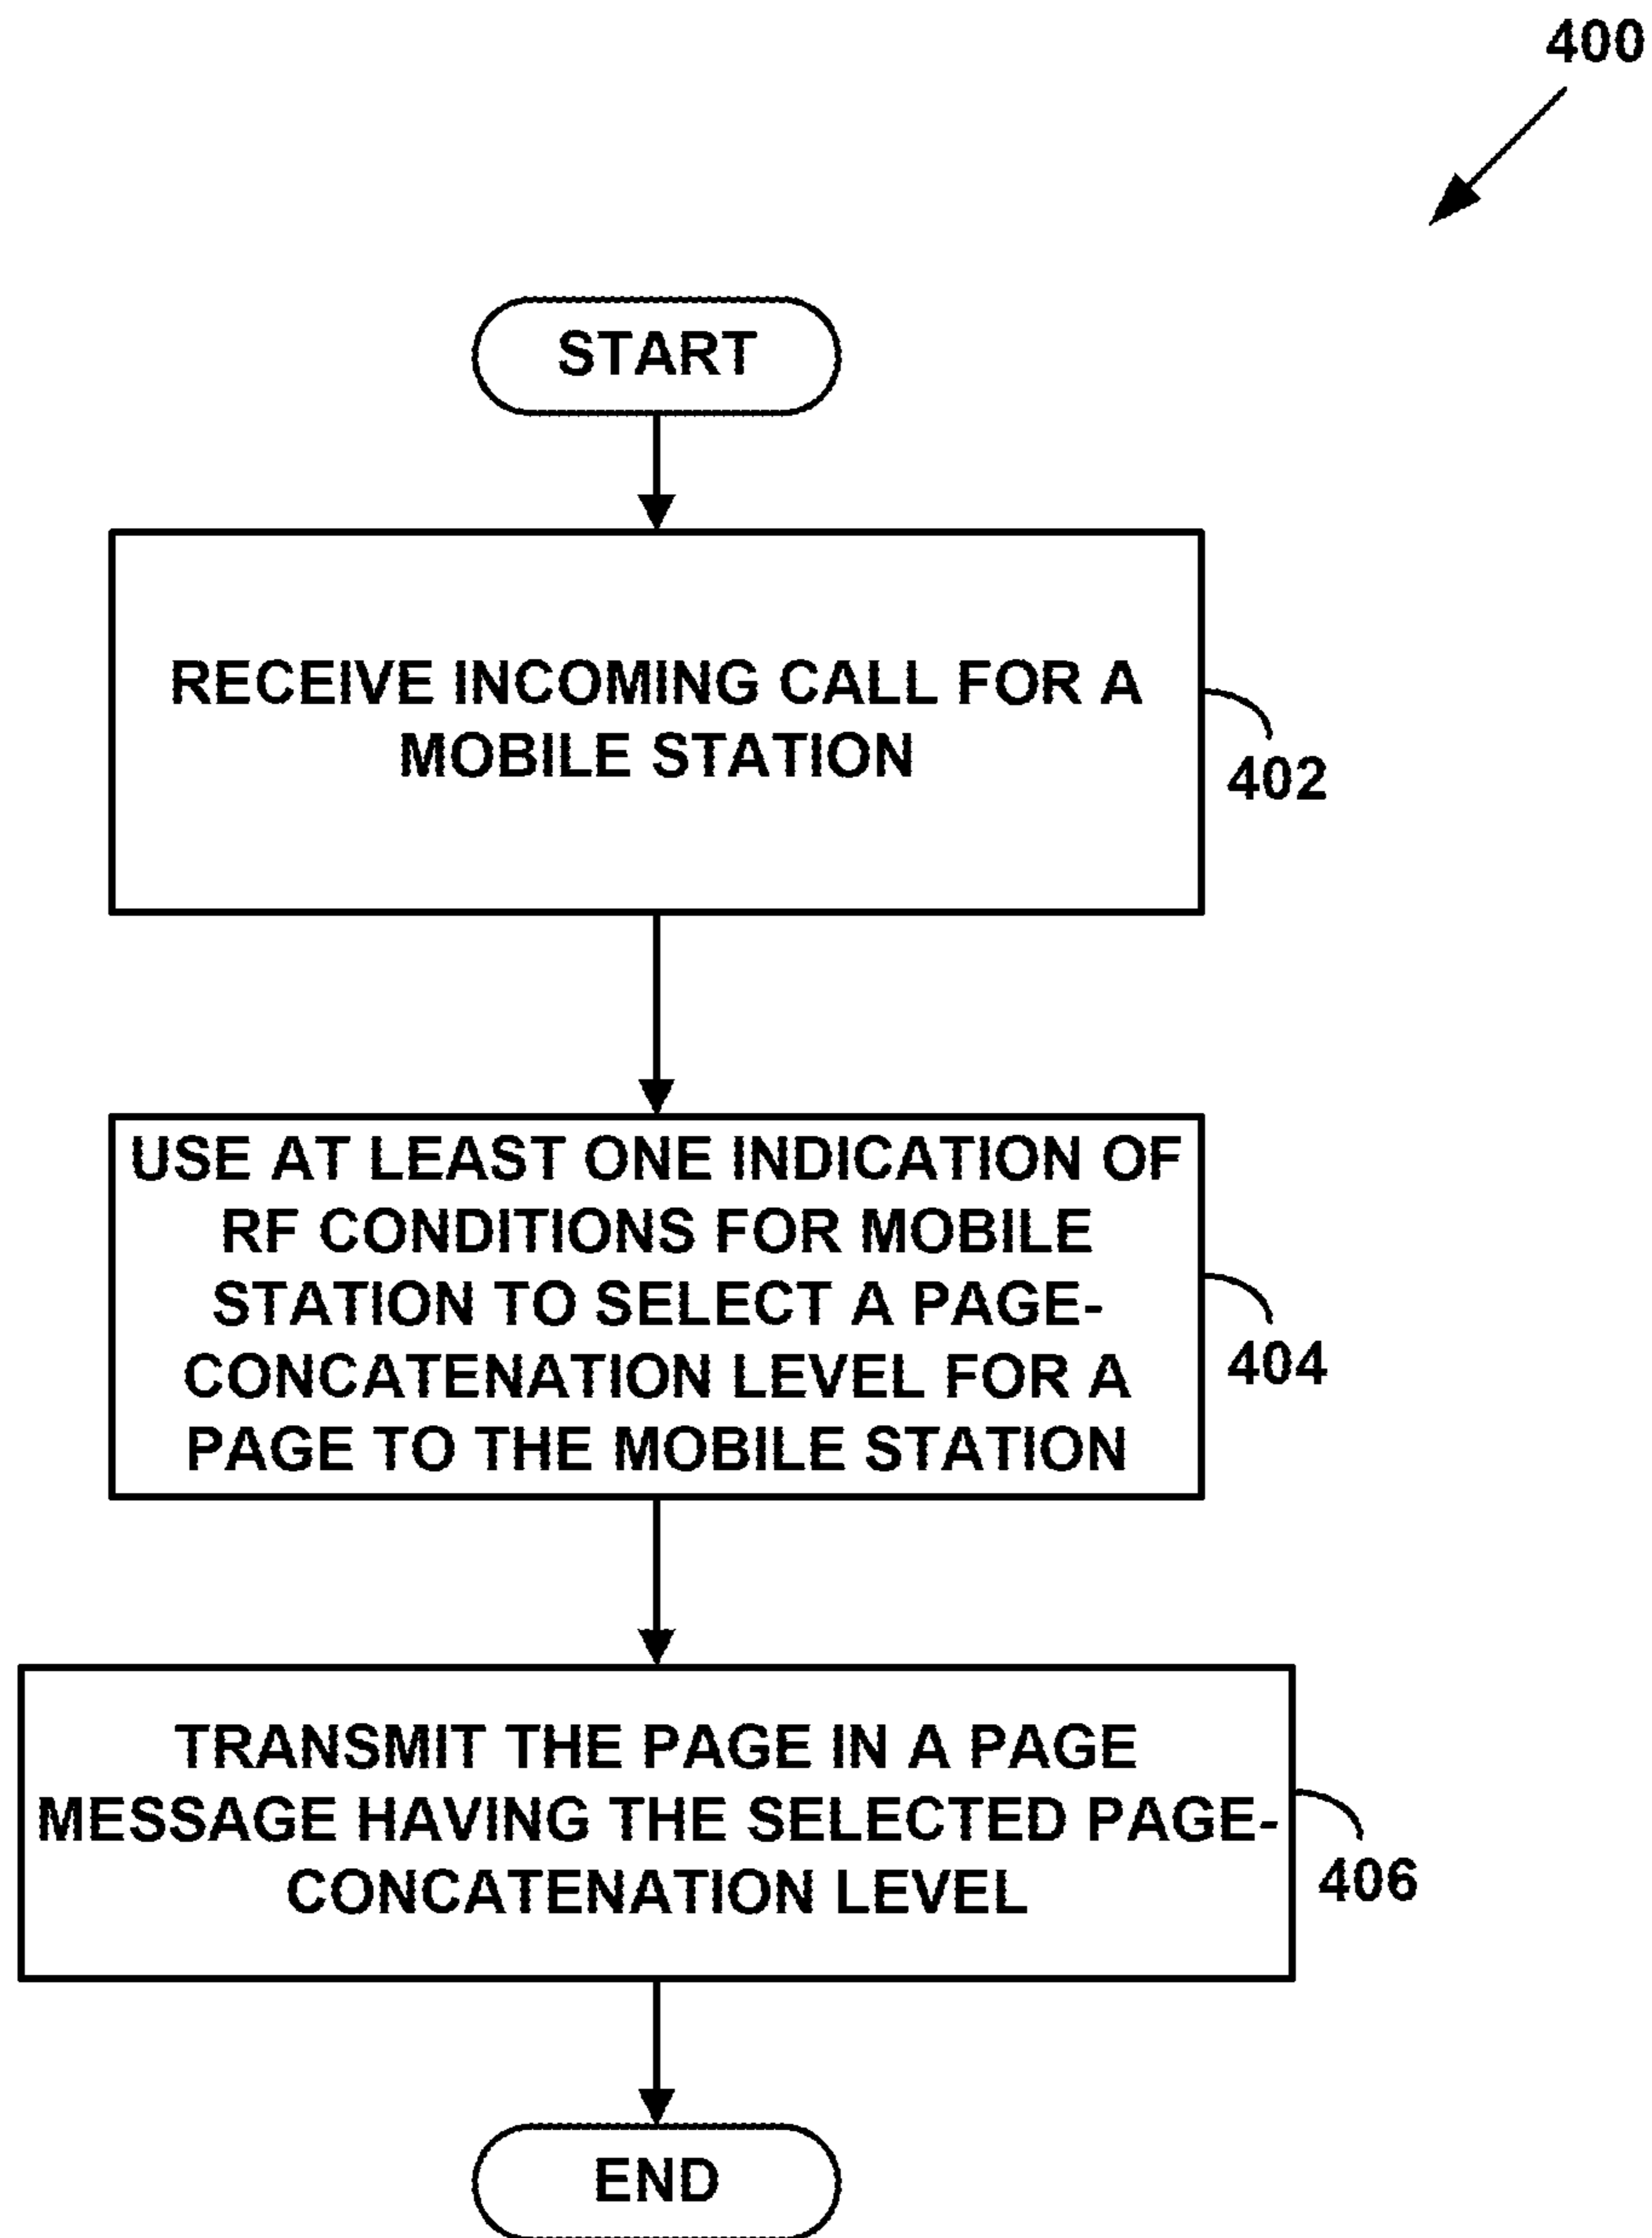 400
START
RECEIVE INCOMING CALL FOR A
MOBILE STATION
402
USE AT LEAST ONE INDICATION OF
RF CONDITIONS FOR MOBILE
STATION TO SELECT A PAGE-
CONCATENATION LEVEL FOR A
PAGE TO THE MOBILE STATION
404
TRANSMIT THE PAGE IN A PAGE
MESSAGE HAVING THE SELECTED PAGE-
CONCATENATION LEVEL
406
END